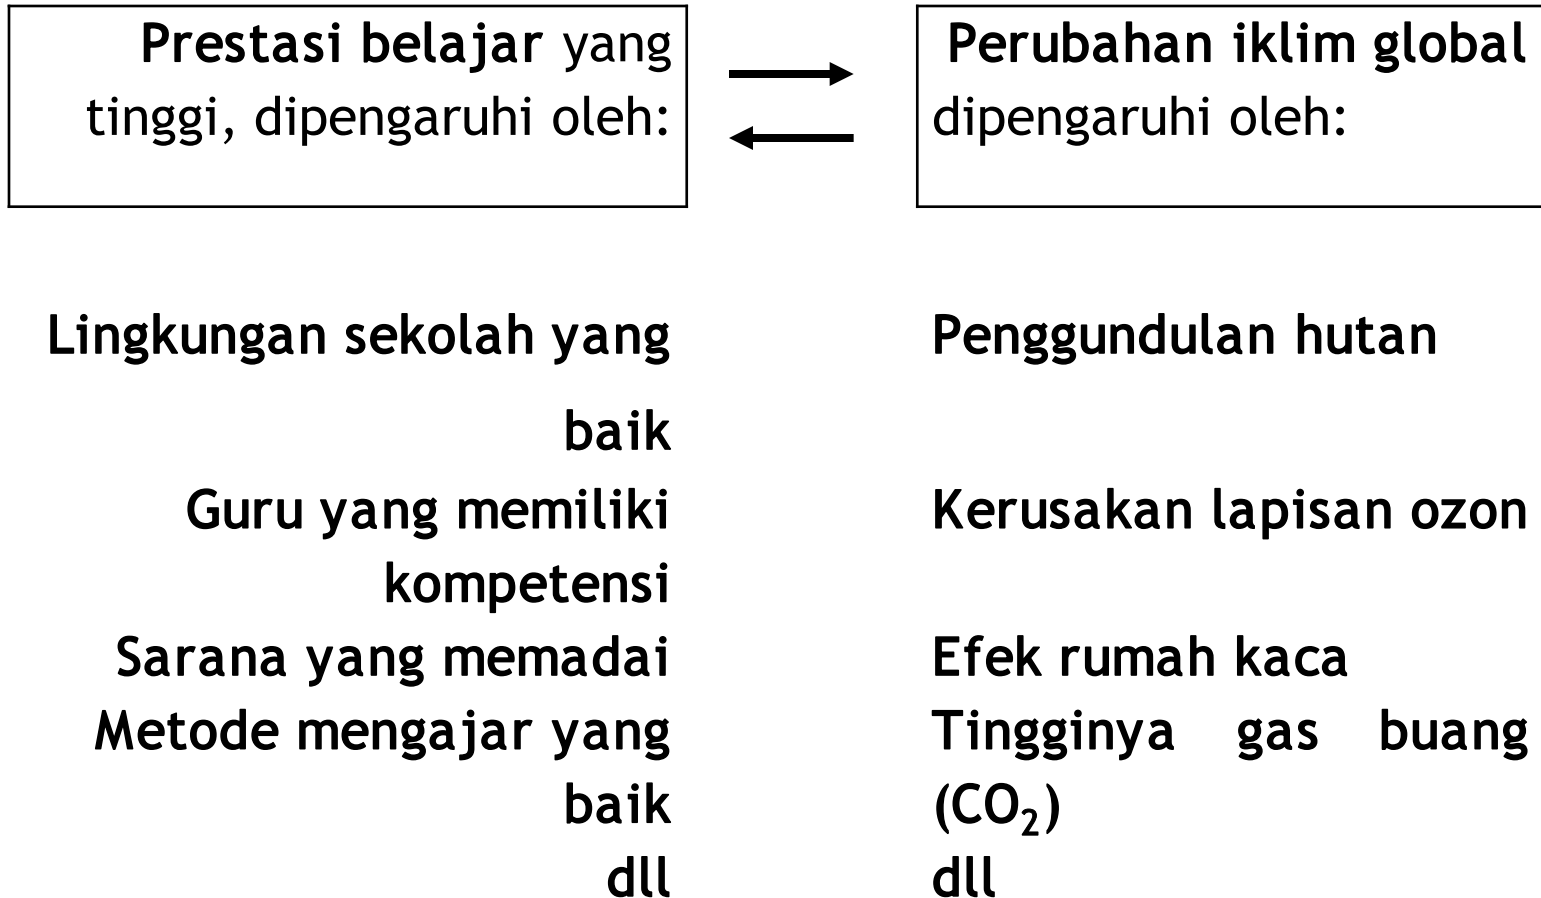 Prestasi belajar yang
tinggi, dipengaruhi oleh:
Perubahan iklim global
dipengaruhi oleh:
Lingkungan sekolah yang
baik
Guru yang memiliki
kompetensi
Sarana yang memadai
Metode mengajar yang
baik
dll
Penggundulan hutan
Kerusakan lapisan ozon
Efek rumah kaca
Tingginya gas buang
(CO₂)
dll